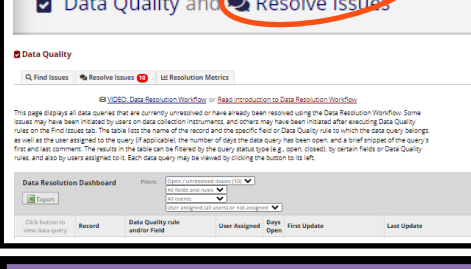 Data Quality and Resolve Issues
Data Quality
Find Issues Resolve Issues 10 Resolution Metrics
VIDEO: Data Resolution Workflow or Read Introduction to Data Resolution Workflow
This page displays all data queries that are currently unresolved or have already been resolved using the Data Resolution Workflow. Some
issues may have been initiated by users on data collection instruments, and others may have been initiated after executing Data Quality
rules on the Find Issues tab. The table lists the name of the record and the specific field or Data Quality rule to which the data query belongs,
as well as the user assigned to the query (if applicable), the number of days the data query has been open, and a brief snippet of the query's
first and last comment. The results in the table can be filtered by the query status type (e.g., open, closed), by certain fields or Data Quality
rules, and also by users assigned to it. Each data query may be viewed by clicking the button to its left.
Data Resolution Dashboard Filters: Open / unresolved issues (10)
All fields and rules
Export All events
User assigned (all users) or not assigned
Click button to view data query Record Data Quality rule and/or Field User Assigned Days Open First Update Last Update